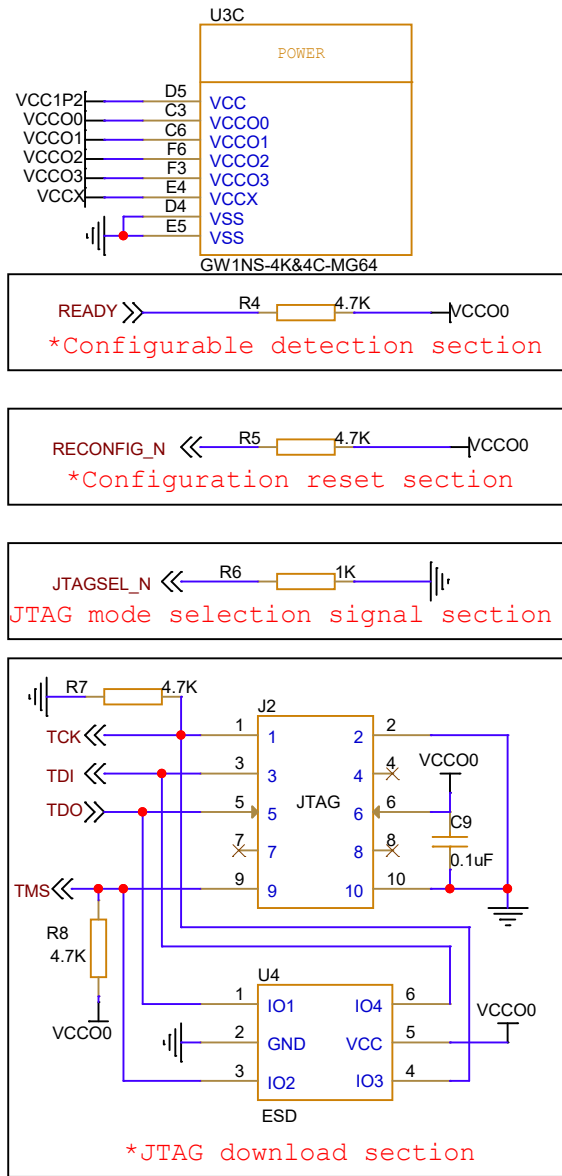 U3C
POWER
VCC1P2 D5 VCC
VCCO0 C3 VCCO0
VCCO1 C6 VCCO1
VCCO2 F6 VCCO2
VCCO3 F3 VCCO3
VCCX E4 VCCX
D4 VSS
E5 VSS
GW1NS-4K&4C-MG64
READY R4 4.7K VCCO0
*Configurable detection section
RECONFIG_N R5 4.7K VCCO0
*Configuration reset section
JTAGSEL_N R6 1K
JTAG mode selection signal section
R7 4.7K
J2
TCK 1 1 2 2
TDI 3 3 4 4
VCCO0
TDO 5 5 JTAG 6 6
C9
7 7 8 8
0.1uF
TMS 9 9 10 10
R8
4.7K
VCCO0
U4
1 IO1 IO4 6
2 GND VCC 5 VCCO0
3 IO2 IO3 4
ESD
*JTAG download section